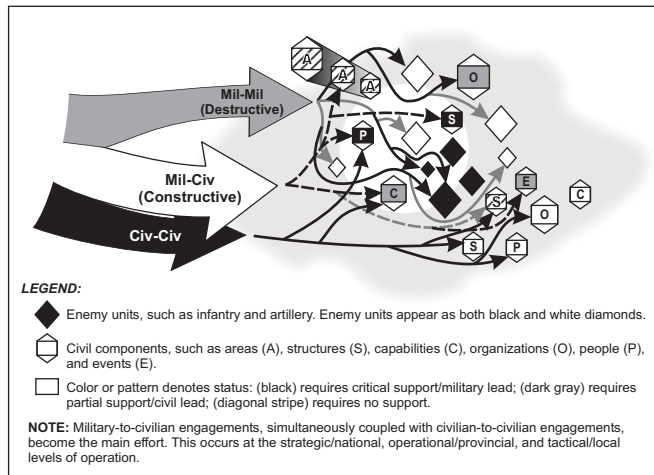 A
A
A
O
Mil-Mil
(Destructive)
S
P
Mil-Civ
(Constructive)
C
E
C
S
O
Civ-Civ
S
P
LEGEND:
Enemy units, such as infantry and artillery. Enemy units appear as both black and white diamonds.
Civil components, such as areas (A), structures (S), capabilities (C), organizations (O), people (P),
and events (E).
Color or pattern denotes status: (black) requires critical support/military lead; (dark gray) requires
partial support/civil lead; (diagonal stripe) requires no support.
NOTE: Military-to-civilian engagements, simultaneously coupled with civilian-to-civilian engagements,
become the main effort. This occurs at the strategic/national, operational/provincial, and tactical/local
levels of operation.